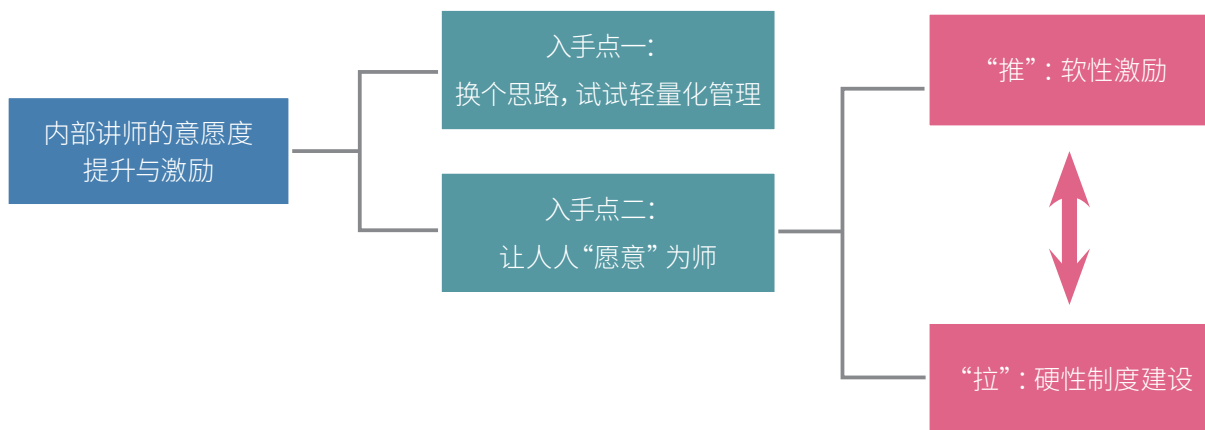 内部讲师的意愿度
提升与激励
入手点一：
换个思路，试试轻量化管理
入手点二：
让人人“愿意”为师
“推”：软性激励
“拉”：硬性制度建设